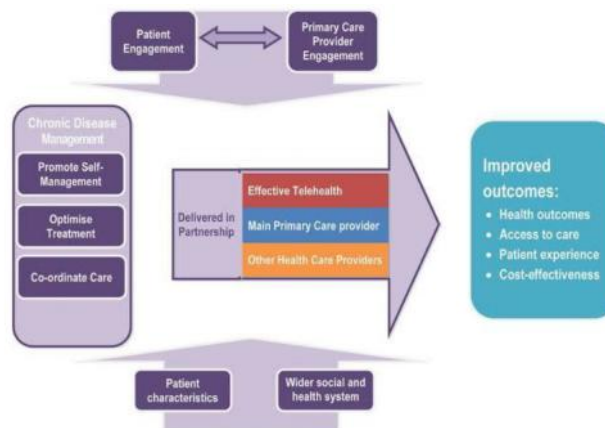 Patient
Engagement
Primary Care
Provider
Engagement
Chronic Disease
Management
Promote Self-
Management
Optimise
Treatment
Co-ordinate Care
Delivered in
Partnership
Effective Telehealth
Main Primary Care provider
Other Health Care Providers
Improved
outcomes:
• Health outcomes
• Access to care
• Patient experience
• Cost-effectiveness
Patient
characteristics
Wider social and
health system